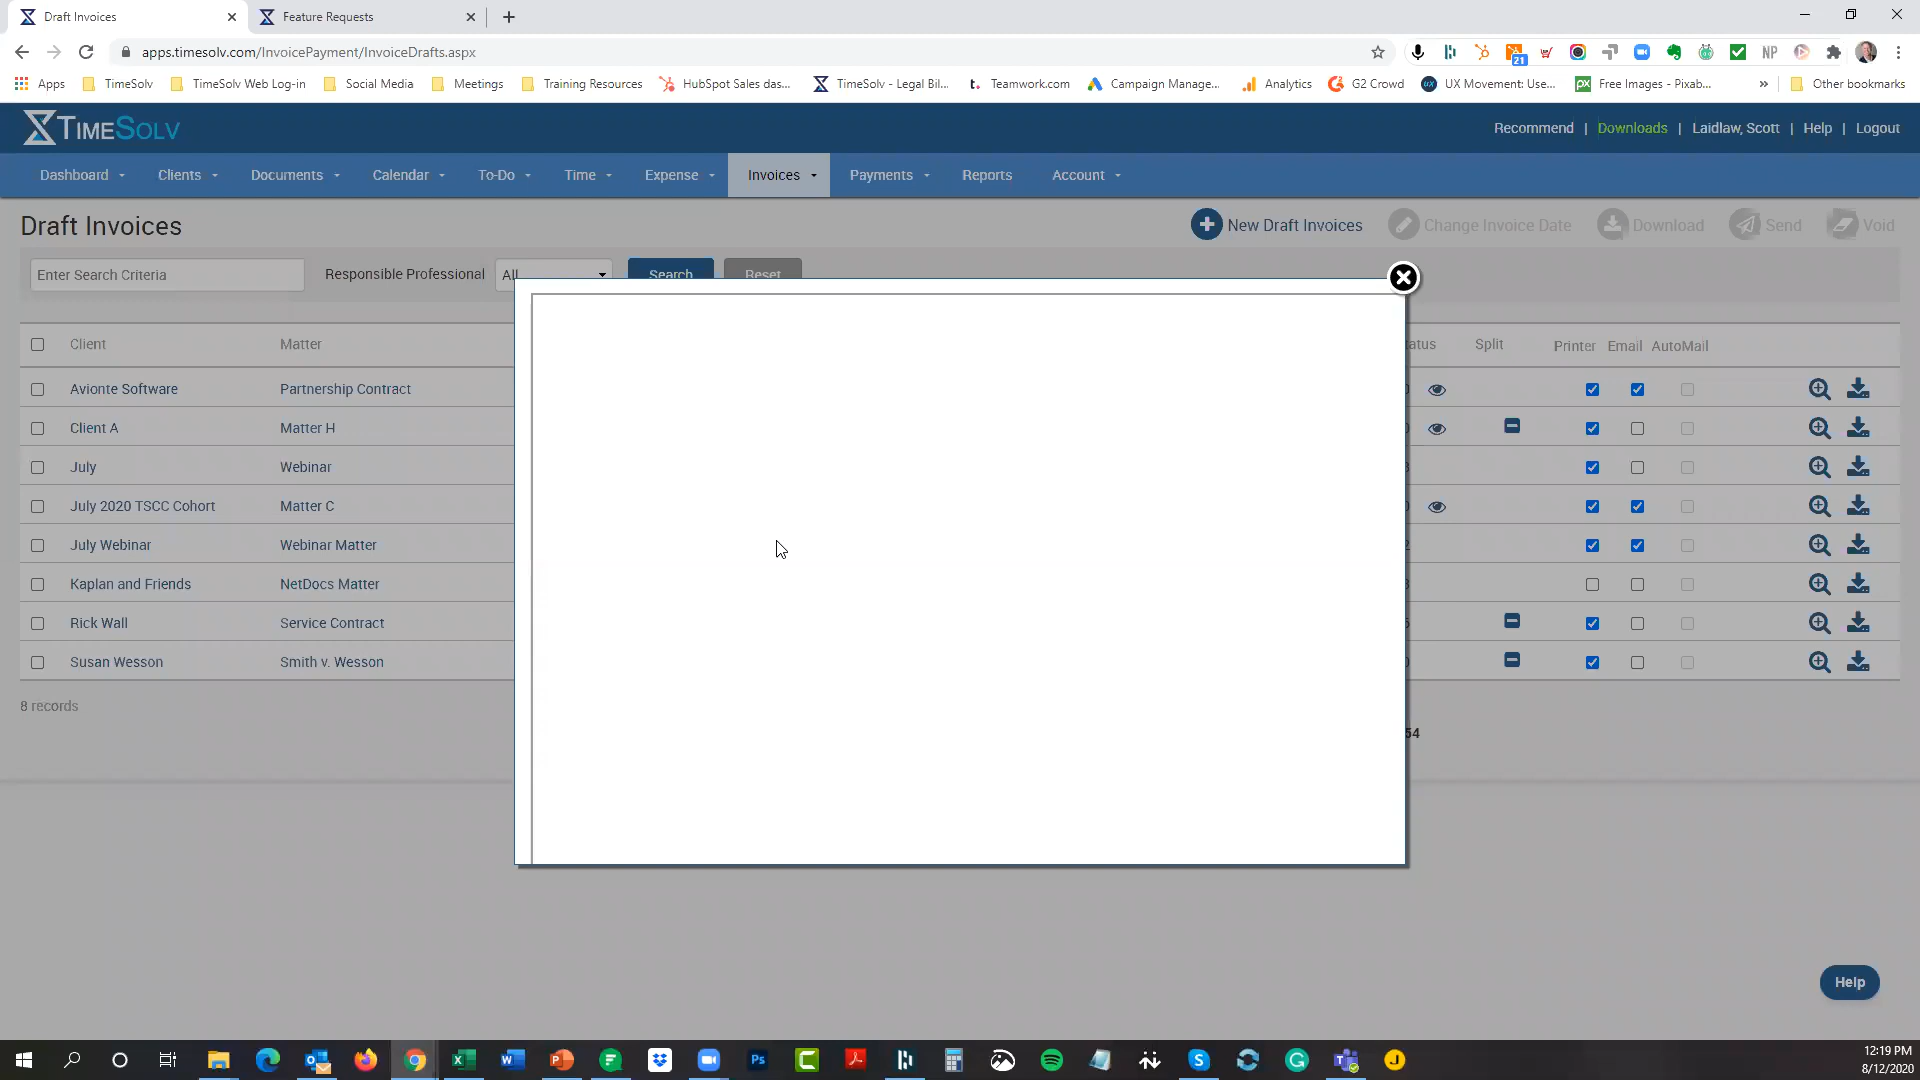 Draft Invoices
Feature Requests
apps.timesolv.com/InvoicePayment/InvoiceDrafts.aspx
21
NP
Apps
TimeSolv
TimeSolv Web Log-in
Social Media
Meetings
Training Resources
HubSpot Sales das...
TimeSolv - Legal Bil...
Teamwork.com
Campaign Manage...
Analytics
G2 Crowd
UX Movement: Use...
Free Images - Pixab...
Other bookmarks
TIMESOLV
Recommend | Downloads | Laidlaw, Scott | Help | Logout
Dashboard
Clients
Documents
Calendar
To-Do
Time
Expense
Invoices
Payments
Reports
Account
Draft Invoices
New Draft Invoices
Change Invoice Date
Download
Send
Void
Enter Search Criteria
Responsible Professional
All
Search
Reset
Client Matter Split Printer Email AutoMail
Avionte Software Partnership Contract
Client A Matter H
July Webinar
July 2020 TSCC Cohort Matter C
July Webinar Webinar Matter
Kaplan and Friends NetDocs Matter
Rick Wall Service Contract
Susan Wesson Smith v. Wesson
8 records
54
Help
12:19 PM
8/12/2020